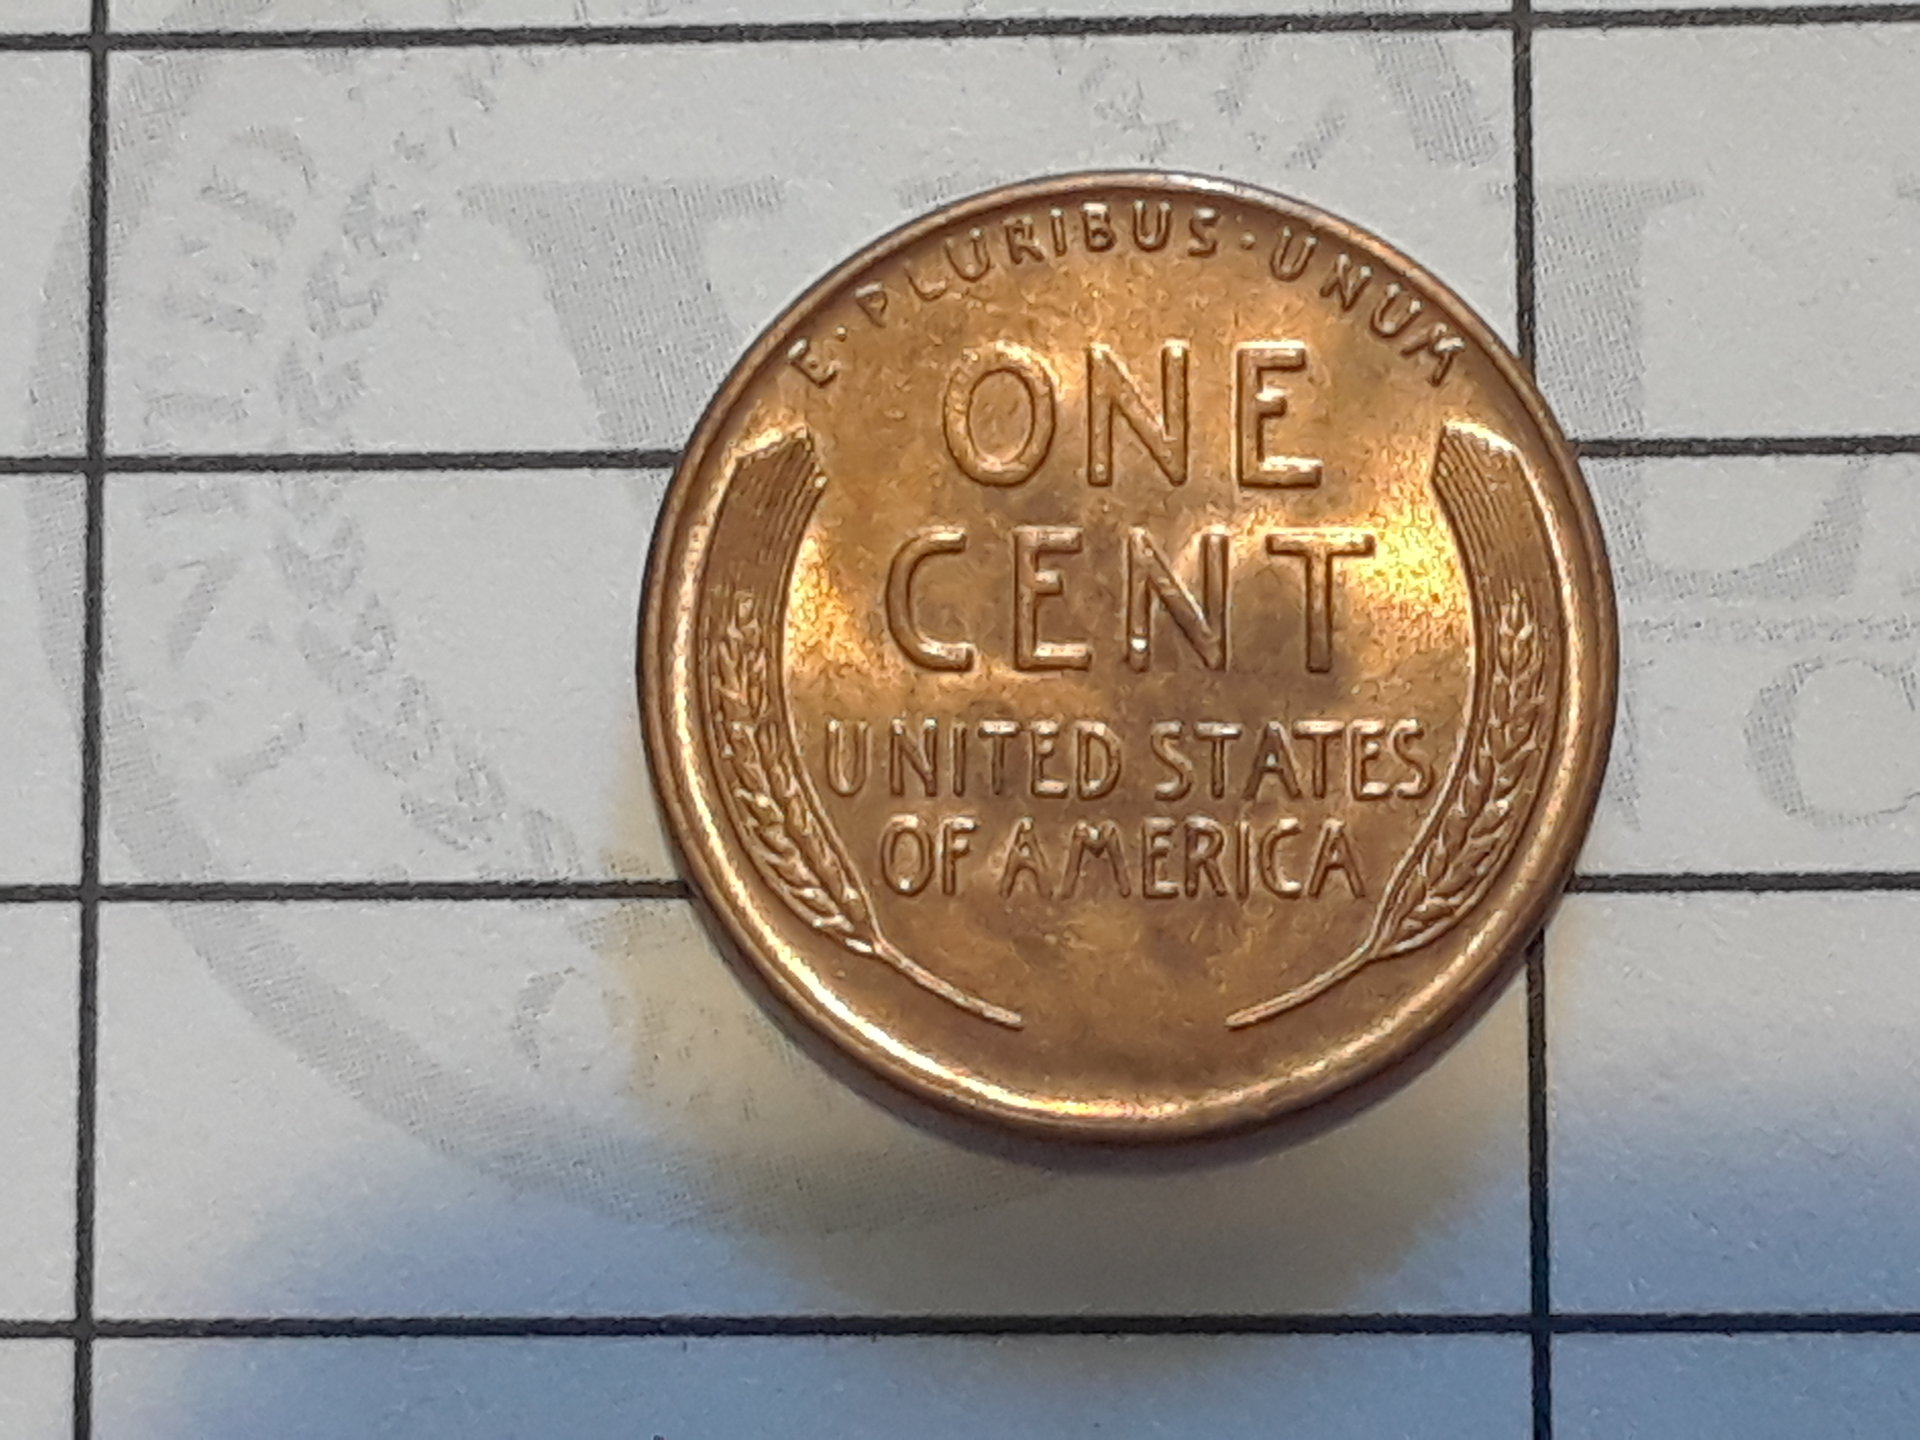 E·PLURIBUS·UNUM
ONE
CENT
UNITED STATES
OF AMERICA